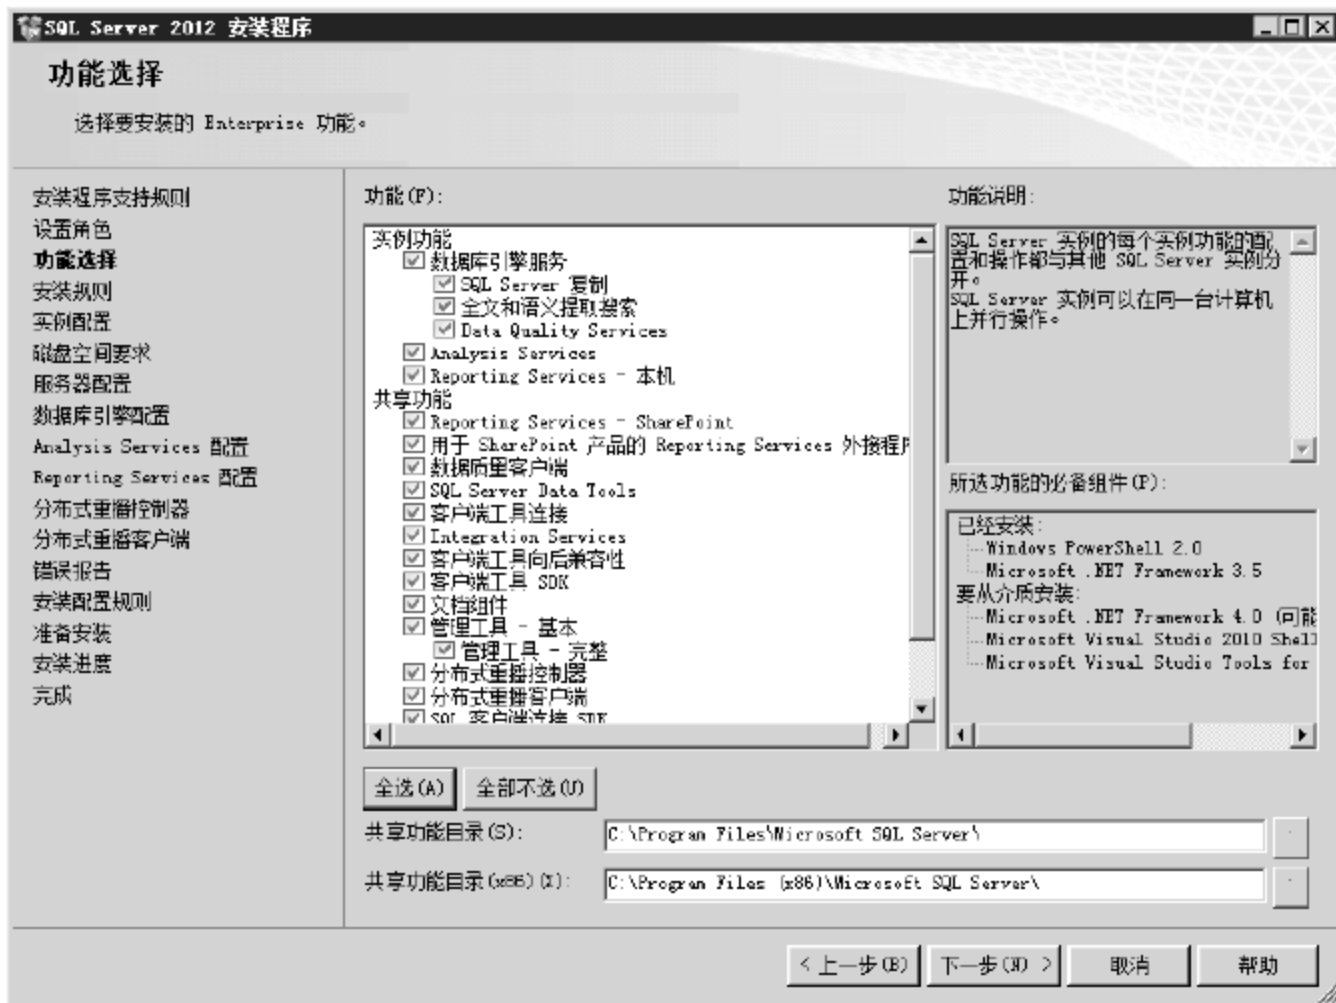 SQL Server 2012 安装程序
功能选择
选择要安装的 Enterprise 功能。
安装程序支持规则
设置角色
功能选择
安装规则
实例配置
磁盘空间要求
服务器配置
数据库引擎配置
Analysis Services 配置
Reporting Services 配置
分布式重播控制器
分布式重播客户端
错误报告
安装配置规则
准备安装
安装进度
完成
功能(F):
实例功能
数据库引擎服务
SQL Server 复制
全文和语义提取搜索
Data Quality Services
Analysis Services
Reporting Services - 本机
共享功能
Reporting Services - SharePoint
用于 SharePoint 产品的 Reporting Services 外接程序
数据质量客户端
SQL Server Data Tools
客户端工具连接
Integration Services
客户端工具向后兼容性
客户端工具 SDK
文档组件
管理工具 - 基本
管理工具 - 完整
分布式重播控制器
分布式重播客户端
SQL 客户端连接 SDK
功能说明:
SQL Server 实例的每个实例功能的配
置和操作都与其他 SQL Server 实例分
开。
SQL Server 实例可以在同一台计算机
上并行操作。
所选功能的必备组件(P):
已经安装:
Windows PowerShell 2.0
Microsoft .NET Framework 3.5
要从介质安装:
Microsoft .NET Framework 4.0 (可能
Microsoft Visual Studio 2010 Shell
Microsoft Visual Studio Tools for
全选(A)
全部不选(U)
共享功能目录(S):
C:\Program Files\Microsoft SQL Server\
共享功能目录(x86)(X):
C:\Program Files (x86)\Microsoft SQL Server\
< 上一步(B)
下一步(N) >
取消
帮助